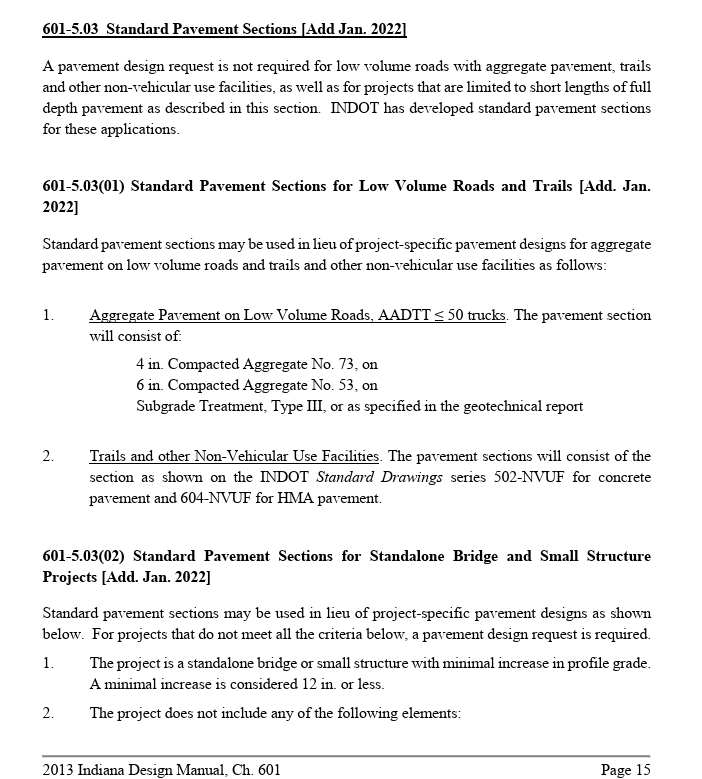 601-5.03  Standard Pavement Sections [Add Jan. 2022]
A pavement design request is not required for low volume roads with aggregate pavement, trails
and other non-vehicular use facilities, as well as for projects that are limited to short lengths of full
depth pavement as described in this section.  INDOT has developed standard pavement sections
for these applications.
601-5.03(01) Standard Pavement Sections for Low Volume Roads and Trails [Add. Jan.
2022]
Standard pavement sections may be used in lieu of project-specific pavement designs for aggregate
pavement on low volume roads and trails and other non-vehicular use facilities as follows:
1. Aggregate Pavement on Low Volume Roads, AADTT ≤ 50 trucks. The pavement section
will consist of:
4 in. Compacted Aggregate No. 73, on
6 in. Compacted Aggregate No. 53, on
Subgrade Treatment, Type III, or as specified in the geotechnical report
2. Trails and other Non-Vehicular Use Facilities. The pavement sections will consist of the
section as shown on the INDOT Standard Drawings series 502-NVUF for concrete
pavement and 604-NVUF for HMA pavement.
601-5.03(02) Standard Pavement Sections for Standalone Bridge and Small Structure
Projects [Add. Jan. 2022]
Standard pavement sections may be used in lieu of project-specific pavement designs as shown
below.  For projects that do not meet all the criteria below, a pavement design request is required.
1. The project is a standalone bridge or small structure with minimal increase in profile grade.
A minimal increase is considered 12 in. or less.
2. The project does not include any of the following elements:
2013 Indiana Design Manual, Ch. 601 Page 15